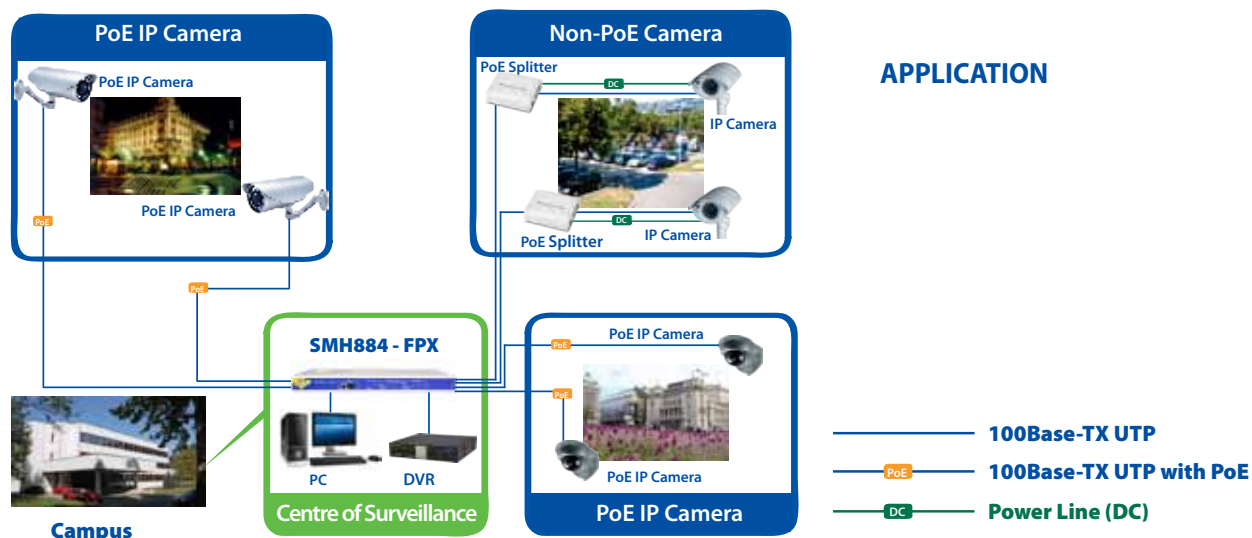 PoE IP Camera
PoE IP Camera
PoE IP Camera
PoE
PoE
Non-PoE Camera
PoE Splitter
DC
IP Camera
DC
IP Camera
PoE Splitter
APPLICATION
SMH884 - FPX
PC
DVR
Centre of Surveillance
Campus
PoE IP Camera
PoE
PoE
PoE IP Camera
PoE IP Camera
100Base-TX UTP
PoE
100Base-TX UTP with PoE
DC
Power Line (DC)